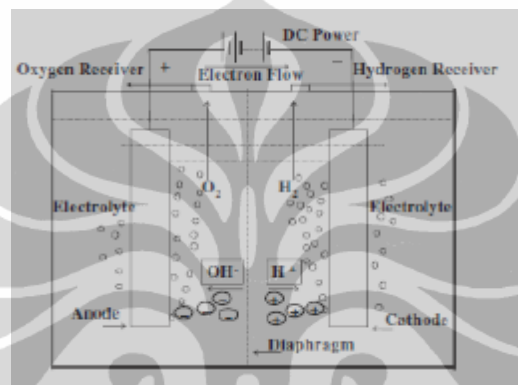 DC Power
+
−
Oxygen Receiver
Electron Flow
Hydrogen Receiver
O2
H2
Electrolyte
Electrolyte
OH-
H+
Anode
Cathode
Diaphragm